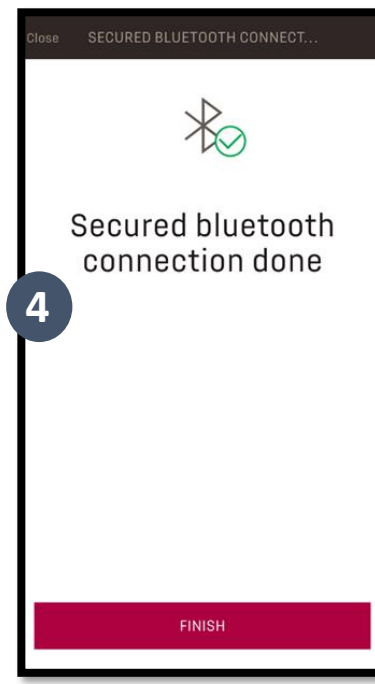 Close SECURED BLUETOOTH CONNECT...
Secured bluetooth
connection done
4
FINISH